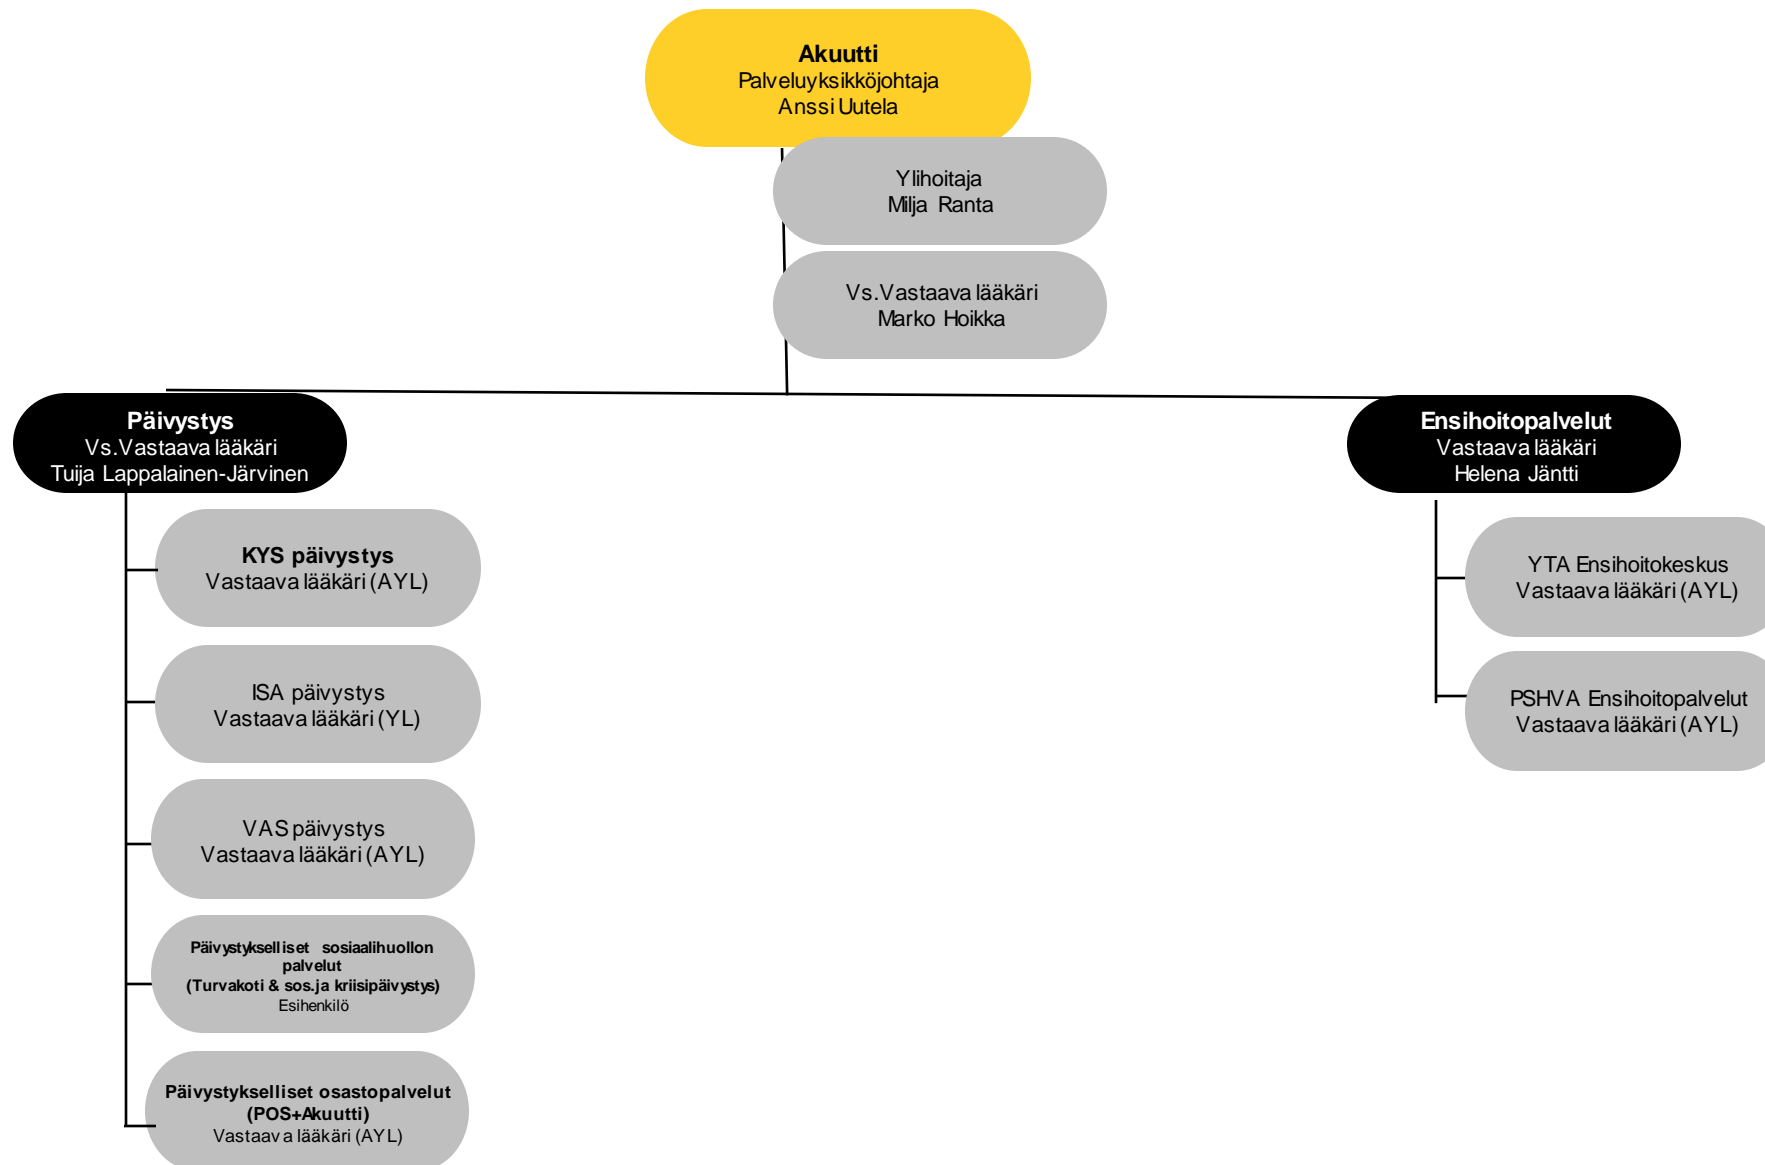 Akuutti
Palveluyksikköjohtaja
Anssi Uutela
Ylihoitaja
Milja Ranta
Vs.Vastaava lääkäri
Marko Hoikka
Päivystys
Vs.Vastaava lääkäri
Tuija Lappalainen-Järvinen
KYS päivystys
Vastaava lääkäri (AYL)
ISA päivystys
Vastaava lääkäri (YL)
VAS päivystys
Vastaava lääkäri (AYL)
Päivystykselliset sosiaalihuollon
palvelut
(Turvakoti & sos.ja kriisipäivystys)
Esihenkilö
Päivystykselliset osastopalvelut
(POS+Akuutti)
Vastaava lääkäri (AYL)
Ensihoitopalvelut
Vastaava lääkäri
Helena Jäntti
YTA Ensihoitokeskus
Vastaava lääkäri (AYL)
PSHVA Ensihoitopalvelut
Vastaava lääkäri (AYL)